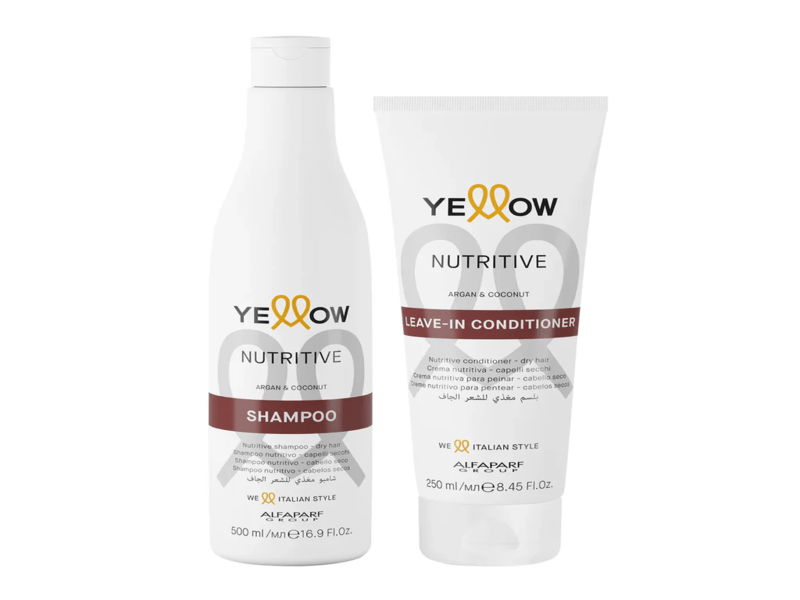 YELLOW
NUTRITIVE
ARGAN & COCONUT
SHAMPOO
Nutritive shampoo - dry hair
Shampoo nutritivo - capelli secchi
Shampoo nutritivo - cabello seco
Shampoo nutritivo - cabelos secos
شامبو مغذي للشعر الجاف
WE ITALIAN STYLE
ALFAPARF
GROUP
500 ml/мл℮16.9 Fl.Oz.
YELLOW
NUTRITIVE
ARGAN & COCONUT
LEAVE-IN CONDITIONER
Nutritive conditioner - dry hair
Crema nutritiva - capelli secchi
Crema nutritiva para peinar - cabello seco
Creme nutritivo para pentear - cabelos secos
بلسم مغذي للشعر الجاف
WE ITALIAN STYLE
ALFAPARF
GROUP
250 ml/мл℮8.45 Fl.Oz.